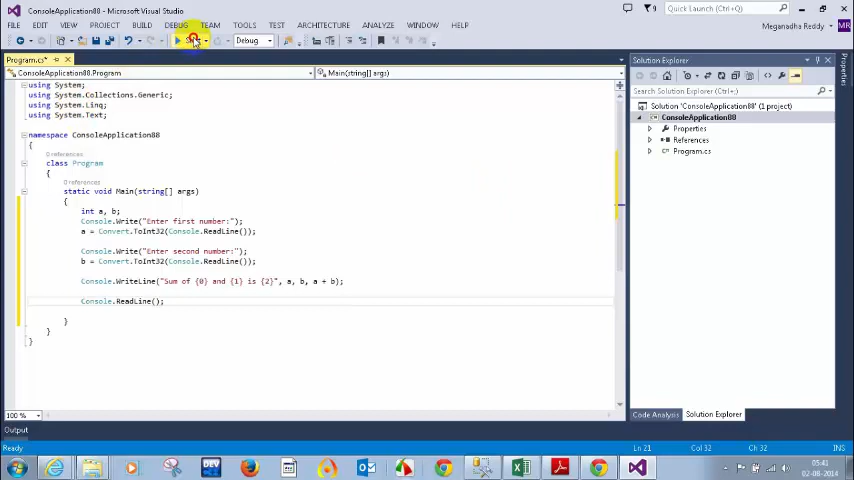 ConsoleApplication88 - Microsoft Visual Studio
9
Quick Launch (Ctrl+Q)
FILE EDIT VIEW PROJECT BUILD DEBUG TEAM TOOLS TEST ARCHITECTURE ANALYZE WINDOW HELP
Meganadha Reddy MR
Debug
Program.cs*
Solution Explorer
ConsoleApplication88.Program
Main(string[] args)
Search Solution Explorer (Ctrl+;)
Solution 'ConsoleApplication88' (1 project)
ConsoleApplication88
Properties
References
Program.cs
Properties
using System;
using System.Collections.Generic;
using System.Linq;
using System.Text;
namespace ConsoleApplication88
{
0 references
class Program
{
0 references
static void Main(string[] args)
{
int a, b;
Console.Write("Enter first number:");
a = Convert.ToInt32(Console.ReadLine());
Console.Write("Enter second number:");
b = Convert.ToInt32(Console.ReadLine());
Console.WriteLine("Sum of {0} and {1} is {2}", a, b, a + b);
Console.ReadLine();
}
}
}
100 %
Code Analysis Solution Explorer
Output
Ready
Ln 21 Col 32 Ch 32 INS
DEV
05:41
02-08-2014